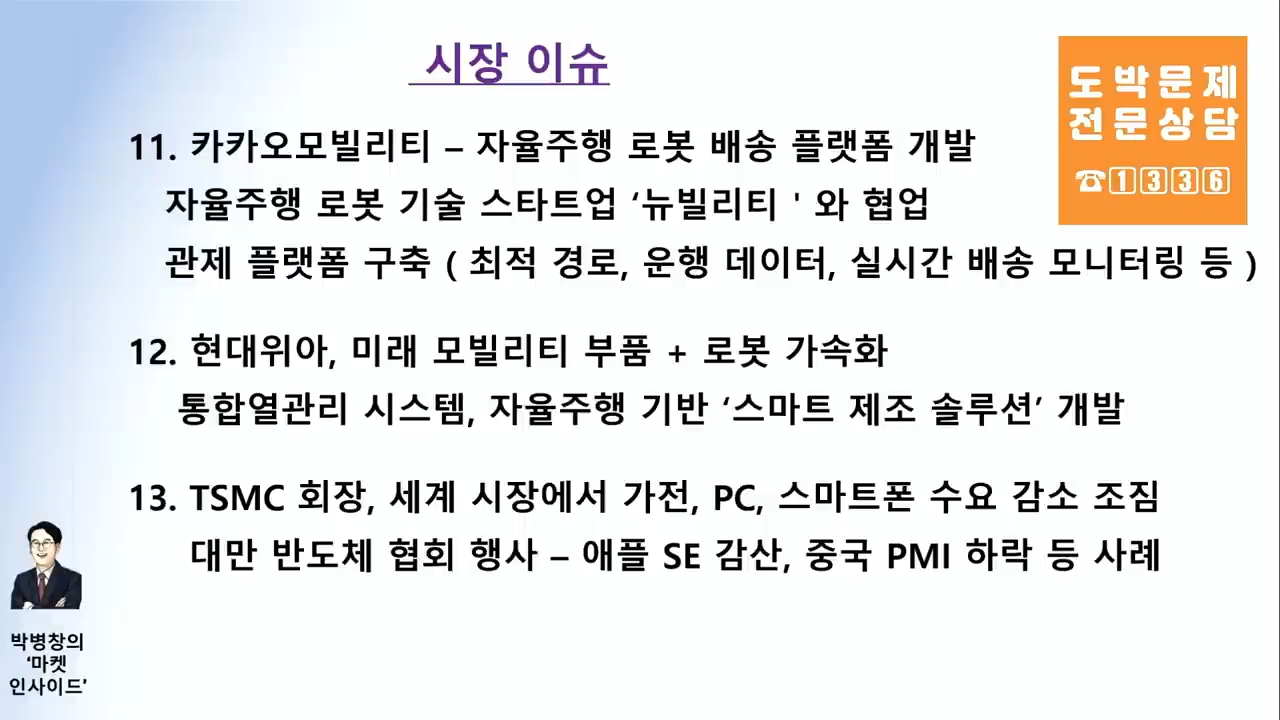 시장 이슈
도박문제
전문상담
☎1336
11. 카카오모빌리티 – 자율주행 로봇 배송 플랫폼 개발
자율주행 로봇 기술 스타트업 ‘뉴빌리티 ' 와 협업
관제 플랫폼 구축 ( 최적 경로, 운행 데이터, 실시간 배송 모니터링 등 )
12. 현대위아, 미래 모빌리티 부품 + 로봇 가속화
통합열관리 시스템, 자율주행 기반 ‘스마트 제조 솔루션’ 개발
13. TSMC 회장, 세계 시장에서 가전, PC, 스마트폰 수요 감소 조짐
대만 반도체 협회 행사 – 애플 SE 감산, 중국 PMI 하락 등 사례
박병창의
‘마켓
인사이드’